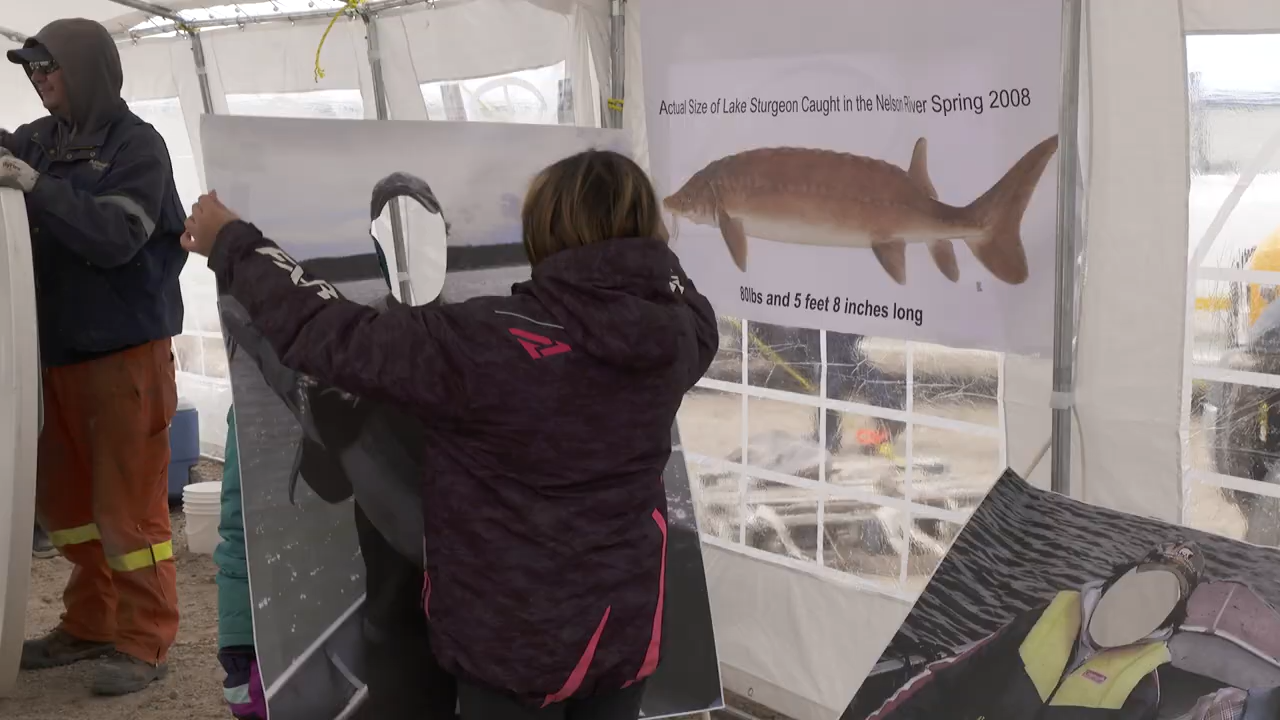 Actual Size of Lake Sturgeon Caught in the Nelson River Spring 2008
80lbs and 5 feet 8 inches long